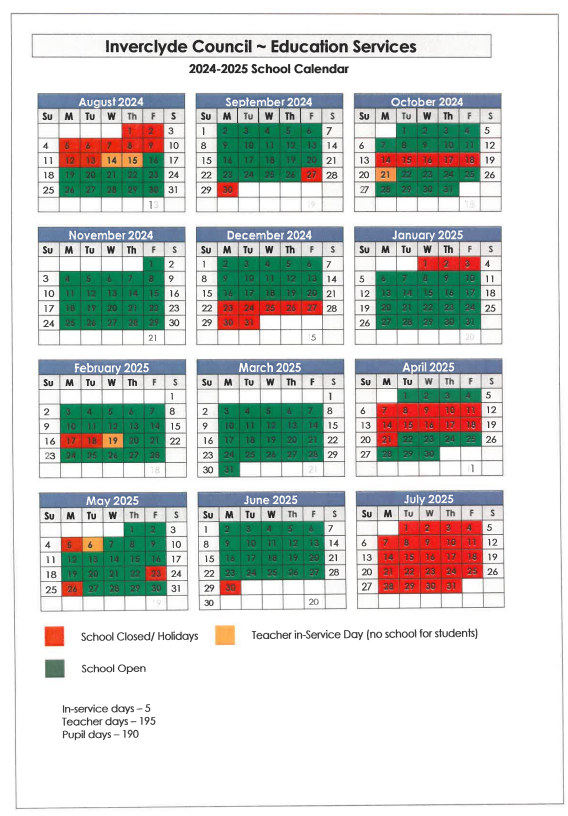 Inverclyde Council ~ Education Services
2024-2025 School Calendar
August 2024
Su M Tu W Th F S
1 2 3
4 5 6 7 8 9 10
11 12 13 14 15 16 17
18 19 20 21 22 23 24
25 26 27 28 29 30 31
13
September 2024
Su M Tu W Th F S
1 2 3 4 5 6 7
8 9 10 11 12 13 14
15 16 17 18 19 20 21
22 23 24 25 26 27 28
29 30
19
October 2024
Su M Tu W Th F S
1 2 3 4 5
6 7 8 9 10 11 12
13 14 15 16 17 18 19
20 21 22 23 24 25 26
27 28 29 30 31
18
November 2024
Su M Tu W Th F S
1 2
3 4 5 6 7 8 9
10 11 12 13 14 15 16
17 18 19 20 21 22 23
24 25 26 27 28 29 30
21
December 2024
Su M Tu W Th F S
1 2 3 4 5 6 7
8 9 10 11 12 13 14
15 16 17 18 19 20 21
22 23 24 25 26 27 28
29 30 31
15
January 2025
Su M Tu W Th F S
1 2 3 4
5 6 7 8 9 10 11
12 13 14 15 16 17 18
19 20 21 22 23 24 25
26 27 28 29 30 31
20
February 2025
Su M Tu W Th F S
1
2 3 4 5 6 7 8
9 10 11 12 13 14 15
16 17 18 19 20 21 22
23 24 25 26 27 28
18
March 2025
Su M Tu W Th F S
1
2 3 4 5 6 7 8
9 10 11 12 13 14 15
16 17 18 19 20 21 22
23 24 25 26 27 28 29
30 31 21
April 2025
Su M Tu W Th F S
1 2 3 4 5
6 7 8 9 10 11 12
13 14 15 16 17 18 19
20 21 22 23 24 25 26
27 28 29 30
11
May 2025
Su M Tu W Th F S
1 2 3
4 5 6 7 8 9 10
11 12 13 14 15 16 17
18 19 20 21 22 23 24
25 26 27 28 29 30 31
19
June 2025
Su M Tu W Th F S
1 2 3 4 5 6 7
8 9 10 11 12 13 14
15 16 17 18 19 20 21
22 23 24 25 26 27 28
29 30
30 20
July 2025
Su M Tu W Th F S
1 2 3 4 5
6 7 8 9 10 11 12
13 14 15 16 17 18 19
20 21 22 23 24 25 26
27 28 29 30 31
School Closed/ Holidays
Teacher in-Service Day (no school for students)
School Open
In-service days – 5
Teacher days – 195
Pupil days – 190